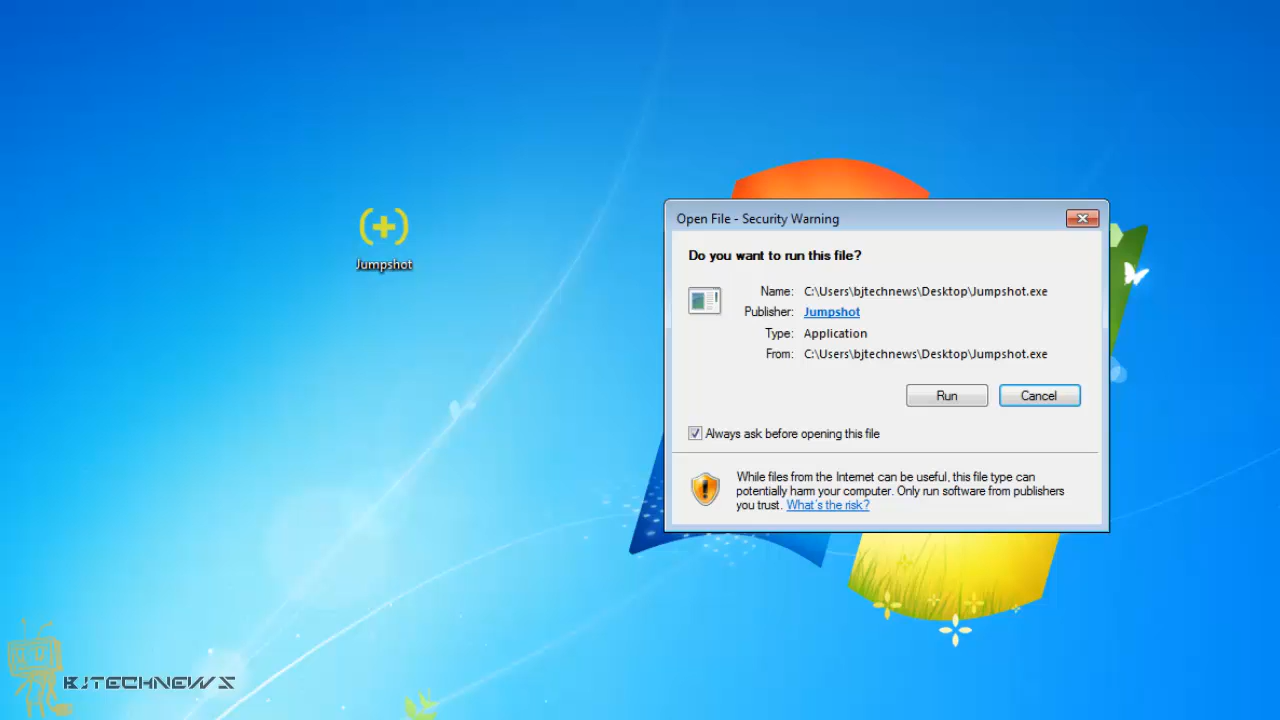 Jumpshot
Open File - Security Warning
Do you want to run this file?
Name: C:\Users\bjtechnews\Desktop\Jumpshot.exe
Publisher: Jumpshot
Type: Application
From: C:\Users\bjtechnews\Desktop\Jumpshot.exe
Run Cancel
Always ask before opening this file
While files from the Internet can be useful, this file type can
potentially harm your computer. Only run software from publishers
you trust. What's the risk?
BJTECHNEWS